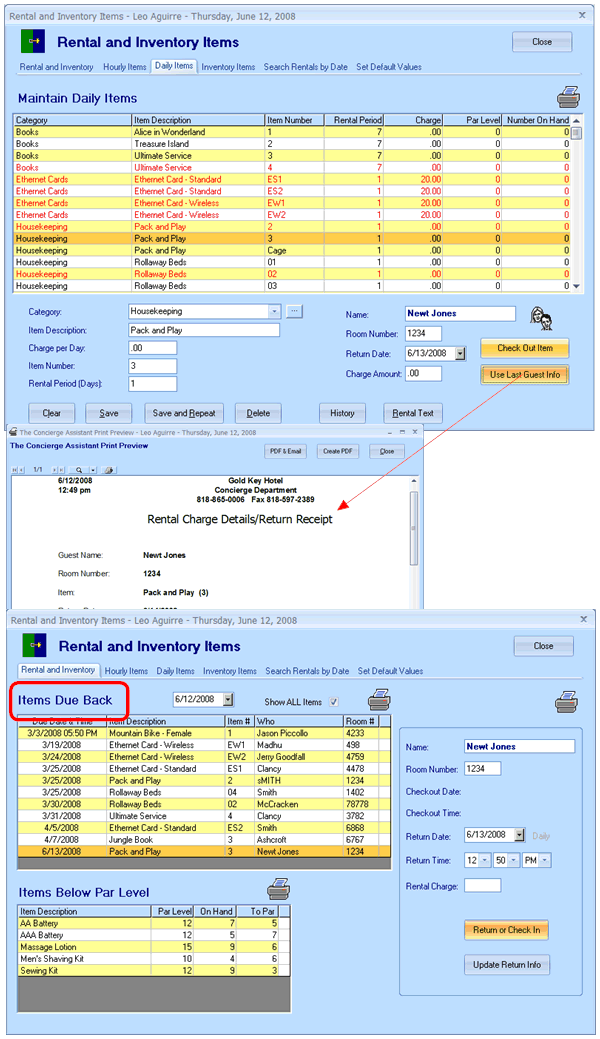 Rental and Inventory Items - Leo Aguirre - Thursday, June 12, 2008
Rental and Inventory Items
Close
Rental and Inventory Hourly Items Daily Items Inventory Items Search Rentals by Date Set Default Values
Maintain Daily Items
Category Item Description Item Number Rental Period Charge Par Level Number On Hand
Books Alice in Wonderland 1 7 .00 0 0
Books Treasure Island 2 7 .00 0 0
Books Ultimate Service 3 7 .00 0 0
Books Ultimate Service 4 7 .00 0 0
Ethernet Cards Ethernet Card - Standard ES1 1 20.00 0 0
Ethernet Cards Ethernet Card - Standard ES2 1 20.00 0 0
Ethernet Cards Ethernet Card - Wireless EW1 1 20.00 0 0
Ethernet Cards Ethernet Card - Wireless EW2 1 20.00 0 0
Housekeeping Pack and Play 2 1 .00 0 0
Housekeeping Pack and Play 3 1 .00 0 0
Housekeeping Pack and Play Cage 1 .00 0 0
Housekeeping Rollaway Beds 01 1 .00 0 0
Housekeeping Rollaway Beds 02 1 .00 0 0
Housekeeping Rollaway Beds 03 1 .00 0 0
Category: Housekeeping ... Name: Newt Jones
Item Description: Pack and Play Room Number: 1234
Charge per Day: .00 Return Date: 6/13/2008 Check Out Item
Item Number: 3 Charge Amount: .00 Use Last Guest Info
Rental Period (Days): 1
Clear Save Save and Repeat Delete History Rental Text
The Concierge Assistant Print Preview - Leo Aguirre - Thursday, June 12, 2008
The Concierge Assistant Print Preview PDF & Email Create PDF Close
1/1
6/12/2008 Gold Key Hotel
12:49 pm Concierge Department
818-865-0006 Fax 818-597-2389
Rental Charge Details/Return Receipt
Guest Name: Newt Jones
Room Number: 1234
Item: Pack and Play (3)
Rental and Inventory Items - Leo Aguirre - Thursday, June 12, 2008
Rental and Inventory Items
Close
Rental and Inventory Hourly Items Daily Items Inventory Items Search Rentals by Date Set Default Values
Items Due Back 6/12/2008 Show ALL Items
Due Date & Time Item Description Item # Who Room #
3/3/2008 05:50 PM Mountain Bike - Female 1 Jason Piccollo 4233
3/19/2008 Ethernet Card - Wireless EW1 Madhu 498
3/24/2008 Ethernet Card - Wireless EW2 Jerry Goodfall 4759
3/25/2008 Ethernet Card - Standard ES1 Clancy 4478
3/25/2008 Pack and Play 2 sMITH 1234
3/25/2008 Rollaway Beds 04 Smith 1402
3/30/2008 Rollaway Beds 02 McCracken 78778
3/31/2008 Ultimate Service 4 Clancy 3782
4/5/2008 Ethernet Card - Standard ES2 Smith 6868
4/7/2008 Jungle Book 3 Ashcroft 6767
6/13/2008 Pack and Play 3 Newt Jones 1234
Name: Newt Jones
Room Number: 1234
Checkout Date:
Checkout Time:
Return Date: 6/13/2008 Daily
Return Time: 12 50 PM
Rental Charge:
Return or Check In
Update Return Info
Items Below Par Level
Item Description Par Level On Hand To Par
AA Battery 12 7 5
AAA Battery 12 5 7
Massage Lotion 15 9 6
Men's Shaving Kit 10 4 6
Sewing Kit 12 9 3